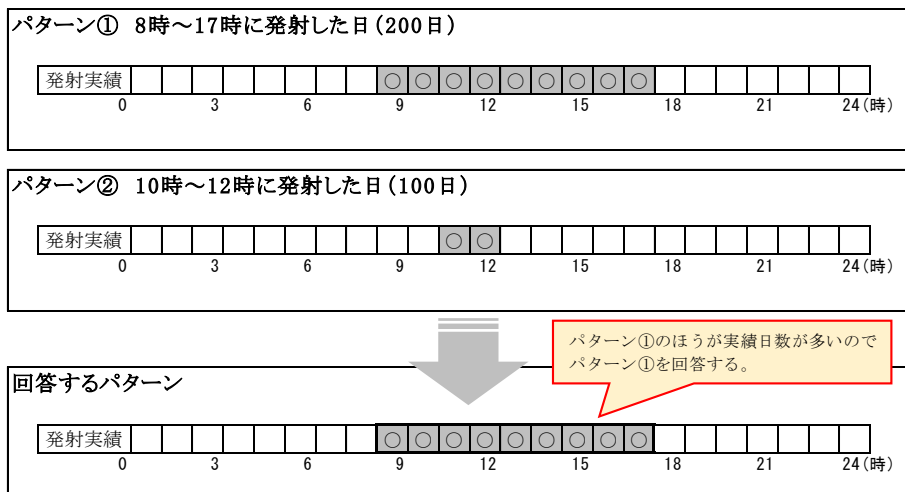 パターン① 8時～17時に発射した日(200日)
発射実績 ○ ○ ○ ○ ○ ○ ○ ○ ○
0 3 6 9 12 15 18 21 24(時)
パターン② 10時～12時に発射した日(100日)
発射実績 ○ ○
0 3 6 9 12 15 18 21 24(時)
パターン①のほうが実績日数が多いので
パターン①を回答する。
回答するパターン
発射実績 ○ ○ ○ ○ ○ ○ ○ ○ ○
0 3 6 9 12 15 18 21 24(時)